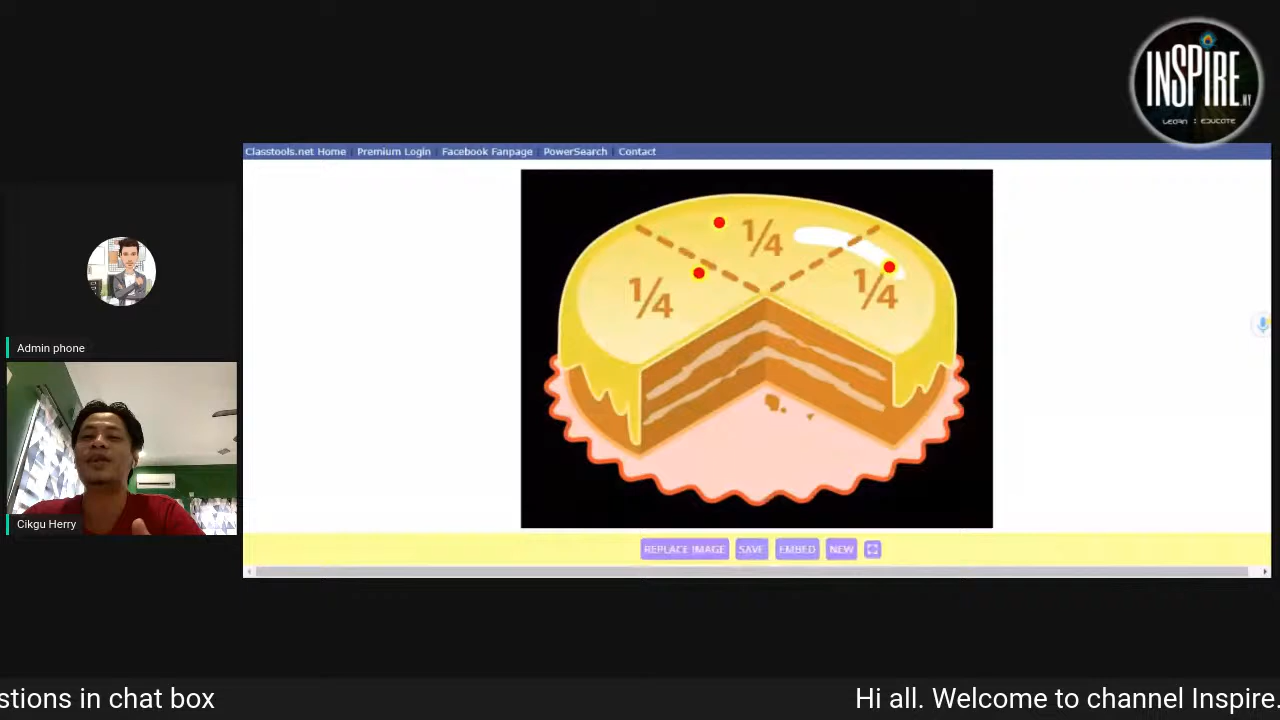 INSPIRE.MY
LEARN : EDUCATE
Classtools.net Home Premium Login Facebook Fanpage PowerSearch Contact
1/4
1/4
1/4
Admin phone
Cikgu Herry
REPLACE IMAGE SAVE EMBED NEW
stions in chat box Hi all. Welcome to channel Inspire.